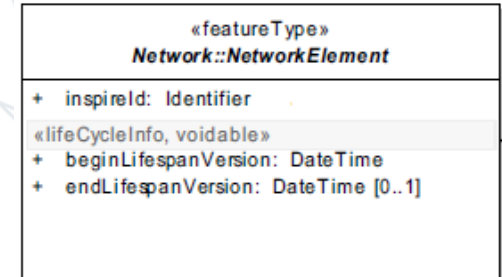 «featureType»
Network::NetworkElement
+ inspireId: Identifier
«lifeCycleInfo, voidable»
+ beginLifespanVersion: DateTime
+ endLifespanVersion: DateTime [0..1]